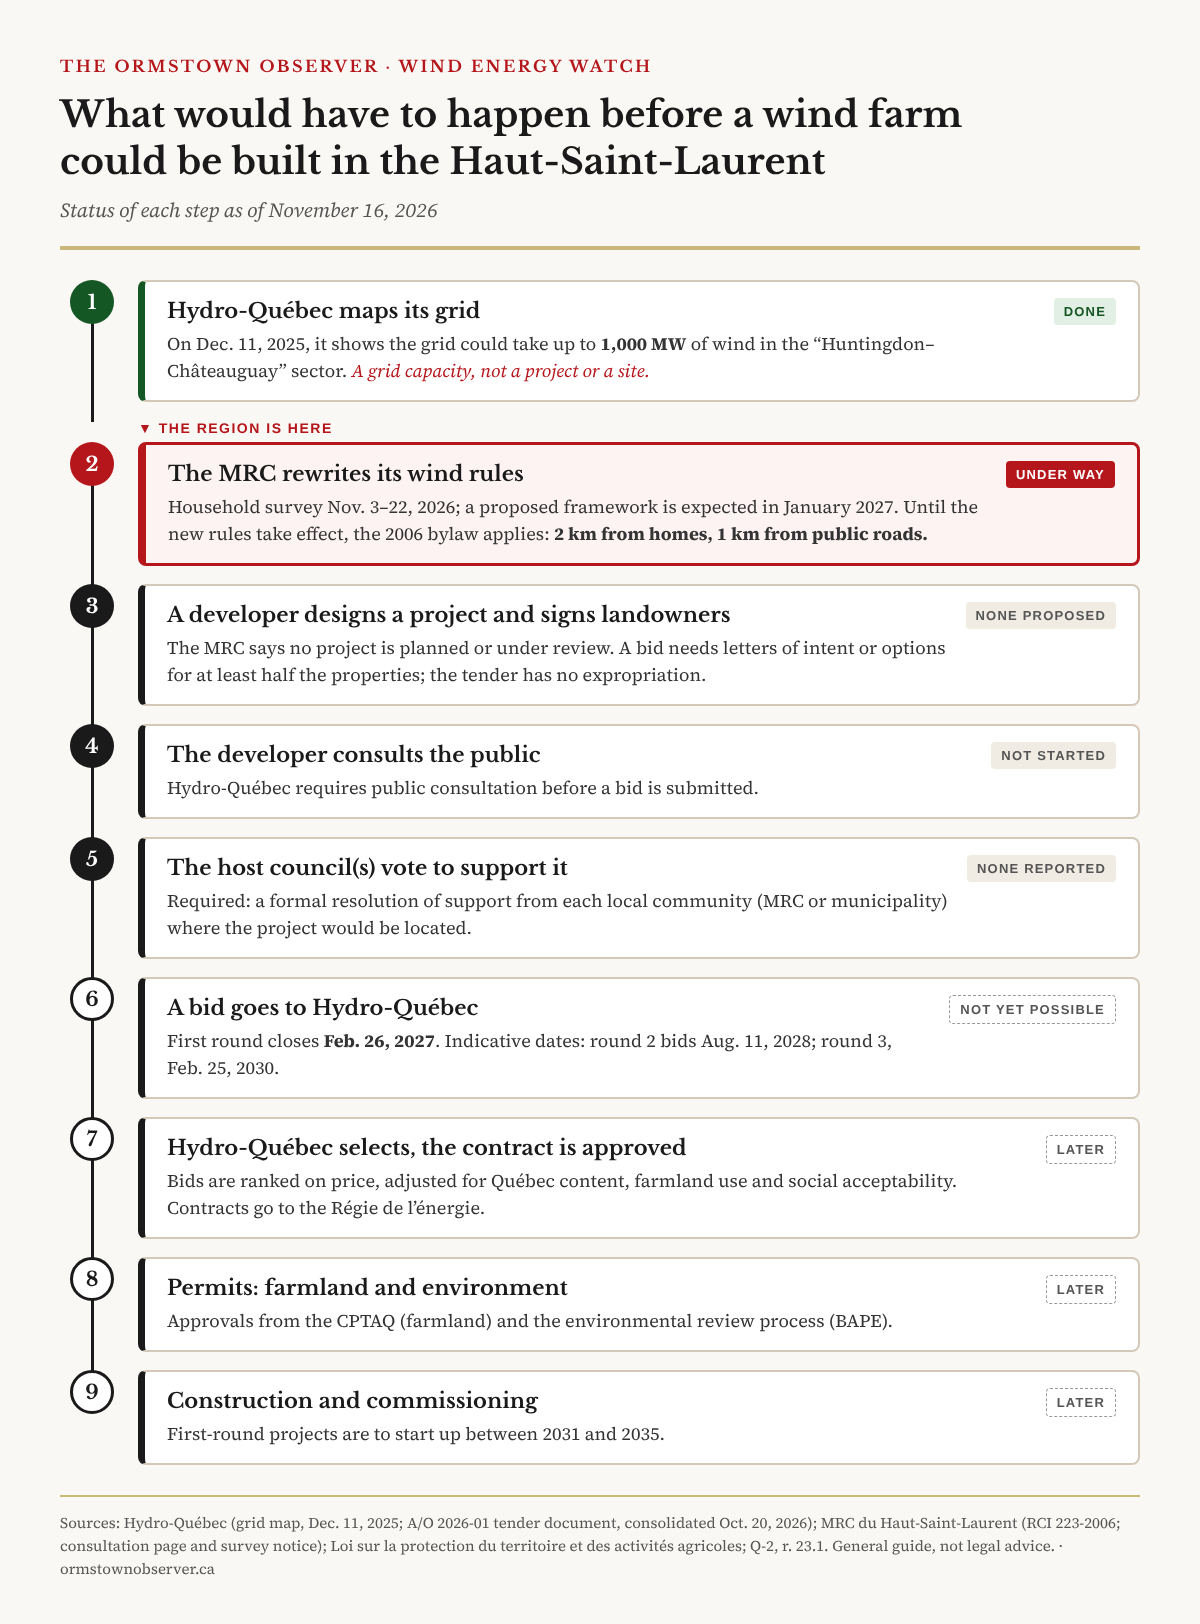 THE ORMSTOWN OBSERVER · WIND ENERGY WATCH
What would have to happen before a wind farm
could be built in the Haut-Saint-Laurent
Status of each step as of November 16, 2026
1
Hydro-Québec maps its grid
DONE
On Dec. 11, 2025, it shows the grid could take up to 1,000 MW of wind in the “Huntingdon–
Châteauguay” sector. A grid capacity, not a project or a site.
▼ THE REGION IS HERE
2
The MRC rewrites its wind rules
UNDER WAY
Household survey Nov. 3–22, 2026; a proposed framework is expected in January 2027. Until the
new rules take effect, the 2006 bylaw applies: 2 km from homes, 1 km from public roads.
3
A developer designs a project and signs landowners
NONE PROPOSED
The MRC says no project is planned or under review. A bid needs letters of intent or options
for at least half the properties; the tender has no expropriation.
4
The developer consults the public
NOT STARTED
Hydro-Québec requires public consultation before a bid is submitted.
5
The host council(s) vote to support it
NONE REPORTED
Required: a formal resolution of support from each local community (MRC or municipality)
where the project would be located.
6
A bid goes to Hydro-Québec
NOT YET POSSIBLE
First round closes Feb. 26, 2027. Indicative dates: round 2 bids Aug. 11, 2028; round 3,
Feb. 25, 2030.
7
Hydro-Québec selects, the contract is approved
LATER
Bids are ranked on price, adjusted for Québec content, farmland use and social acceptability.
Contracts go to the Régie de l’énergie.
8
Permits: farmland and environment
LATER
Approvals from the CPTAQ (farmland) and the environmental review process (BAPE).
9
Construction and commissioning
LATER
First-round projects are to start up between 2031 and 2035.
Sources: Hydro-Québec (grid map, Dec. 11, 2025; A/O 2026-01 tender document, consolidated Oct. 20, 2026); MRC du Haut-Saint-Laurent (RCI 223-2006;
consultation page and survey notice); Loi sur la protection du territoire et des activités agricoles; Q-2, r. 23.1. General guide, not legal advice. ·
ormstownobserver.ca